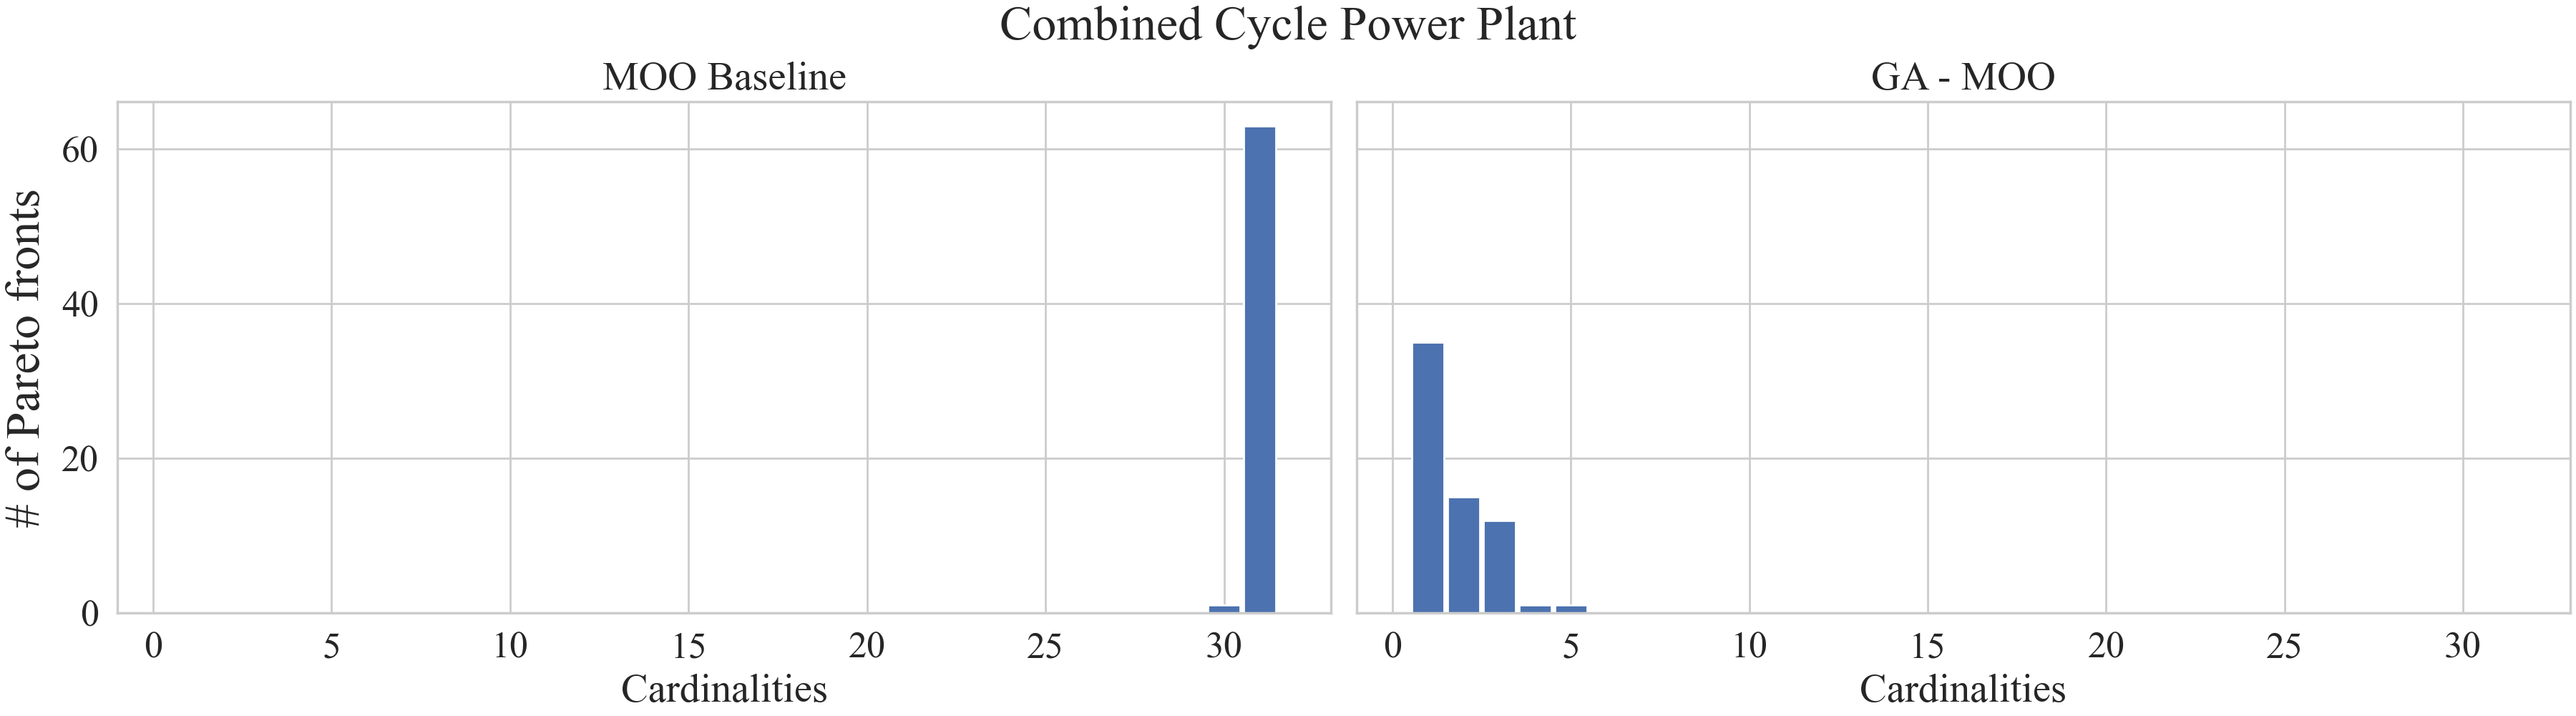 Combined Cycle Power Plant
MOO Baseline
GA - MOO
# of Pareto fronts
60
40
20
0
0 5 10 15 20 25 30
0 5 10 15 20 25 30
Cardinalities
Cardinalities